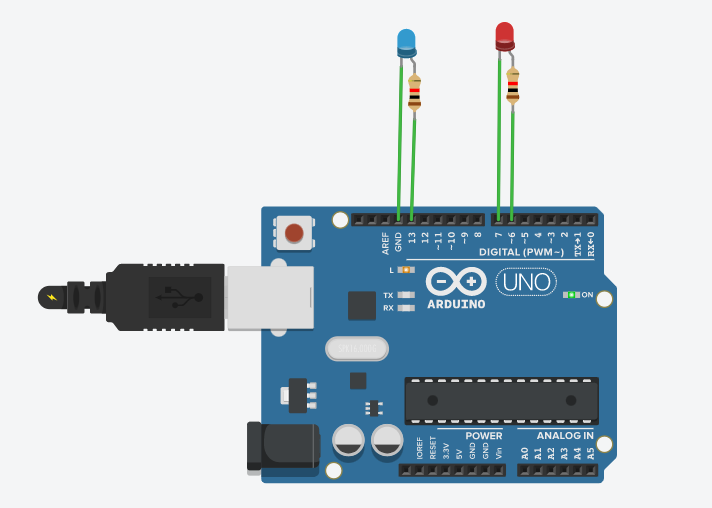 AREF
GND
13
12
~11
~10
~9
8
7
~6
~5
4
~3
2
TX→1
RX←0
DIGITAL (PWM~)
L
TX
RX
ARDUINO
UNO
ON
POWER
ANALOG IN
IOREF
RESET
3.3V
5V
GND
GND
Vin
A0
A1
A2
A3
A4
A5